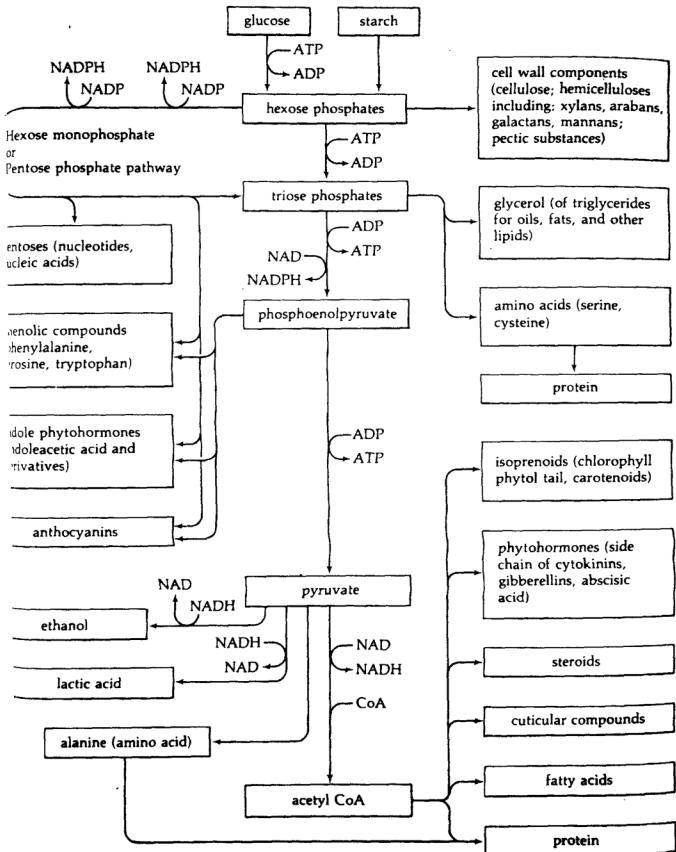 glucose
starch
ATP
ADP
NADPH
NADPH
NADP
NADP
hexose phosphates
cell wall components
(cellulose; hemicelluloses
including: xylans, arabans,
galactans, mannans;
pectic substances)
Hexose monophosphate
or
Pentose phosphate pathway
ATP
ADP
triose phosphates
glycerol (of triglycerides
for oils, fats, and other
lipids)
entoses (nucleotides,
ucleic acids)
ADP
ATP
NAD
NADPH
phosphoenolpyruvate
amino acids (serine,
cysteine)
enolic compounds
henylalanine,
rosine, tryptophan)
protein
dole phytohormones
doleacetic acid and
rivatives)
ADP
ATP
isoprenoids (chlorophyll
phytol tail, carotenoids)
anthocyanins
phytohormones (side
chain of cytokinins,
gibberellins, abscisic
acid)
pyruvate
NAD
NADH
ethanol
NADH
NAD
NAD
NADH
steroids
lactic acid
CoA
cuticular compounds
alanine (amino acid)
fatty acids
acetyl CoA
protein